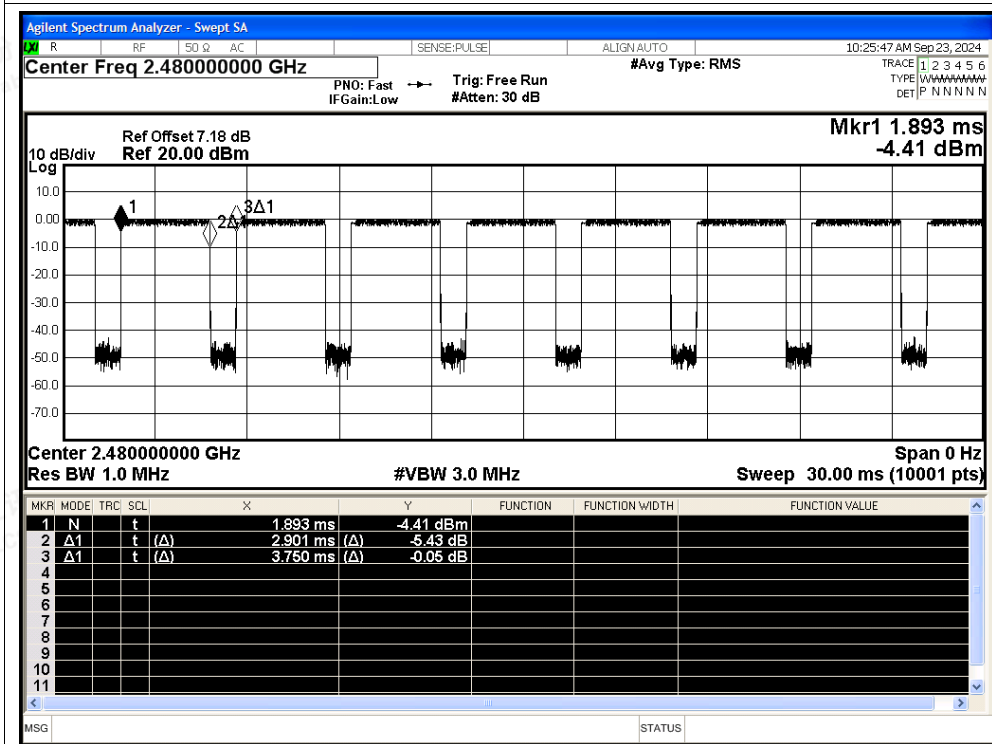 Agilent Spectrum Analyzer - Swept SA
LXI R RF 50 Ω AC SENSE:PULSE ALIGN AUTO 10:25:47 AM Sep 23, 2024
Center Freq 2.480000000 GHz
PNO: Fast
IFGain:Low
Trig: Free Run
#Atten: 30 dB
#Avg Type: RMS
TRACE 1 2 3 4 5 6
TYPE
DET P N N N N N
Mkr1 1.893 ms
-4.41 dBm
Ref Offset 7.18 dB
10 dB/div Ref 20.00 dBm
Log
10.0
0.00
-10.0
-20.0
-30.0
-40.0
-50.0
-60.0
-70.0
1
2Δ1
3Δ1
Center 2.480000000 GHz Span 0 Hz
Res BW 1.0 MHz #VBW 3.0 MHz Sweep 30.00 ms (10001 pts)
MKR MODE TRC SCL X Y FUNCTION FUNCTION WIDTH FUNCTION VALUE
1 N t 1.893 ms -4.41 dBm
2 Δ1 t (Δ) 2.901 ms (Δ) -5.43 dB
3 Δ1 t (Δ) 3.750 ms (Δ) -0.05 dB
4
5
6
7
8
9
10
11
MSG STATUS